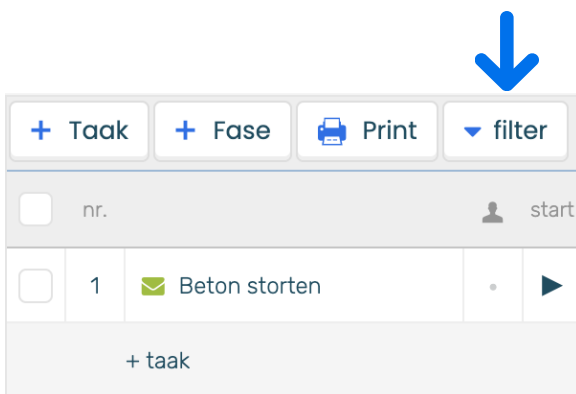 + Taak + Fase Print filter
nr. start
1 Beton storten
+ taak